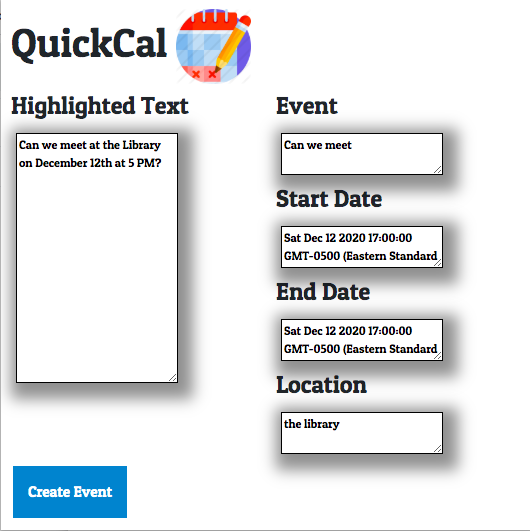 QuickCal
Highlighted Text
Can we meet at the Library
on December 12th at 5 PM?
Event
Can we meet
Start Date
Sat Dec 12 2020 17:00:00
GMT-0500 (Eastern Standard
End Date
Sat Dec 12 2020 17:00:00
GMT-0500 (Eastern Standard
Location
the library
Create Event